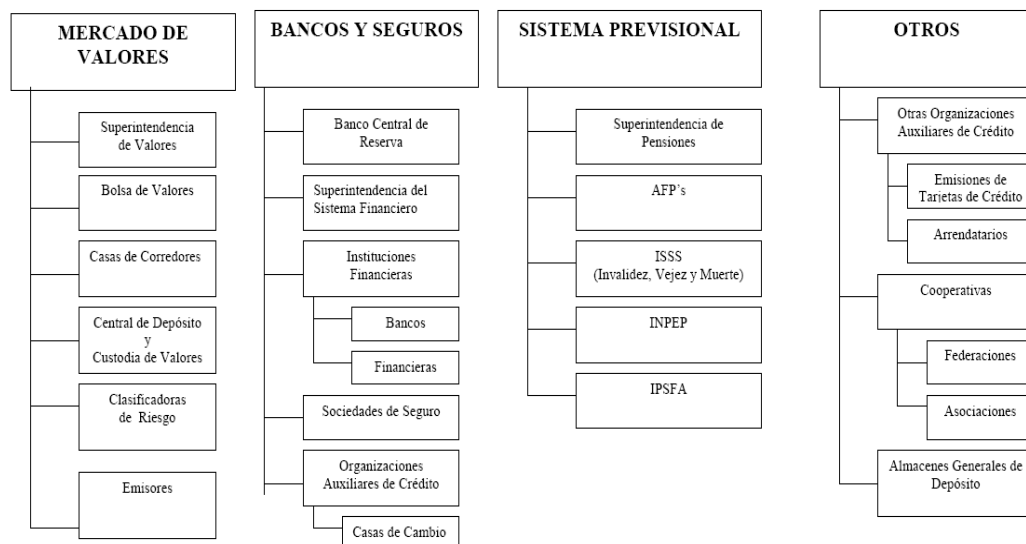 MERCADO DE
VALORES
Superintendencia
de Valores
Bolsa de Valores
Casas de Corredores
Central de Depósito
y
Custodia de Valores
Clasificadoras
de Riesgo
Emisores
BANCOS Y SEGUROS
Banco Central de
Reserva
Superintendencia del
Sistema Financiero
Instituciones
Financieras
Bancos
Financieras
Sociedades de Seguro
Organizaciones
Auxiliares de Crédito
Casas de Cambio
SISTEMA PREVISIONAL
Superintendencia de
Pensiones
AFP's
ISSS
(Invalidez, Vejez y Muerte)
INPEP
IPSFA
OTROS
Otras Organizaciones
Auxiliares de Crédito
Emisiones de
Tarjetas de Crédito
Arrendatarios
Cooperativas
Federaciones
Asociaciones
Almacenes Generales de
Depósito